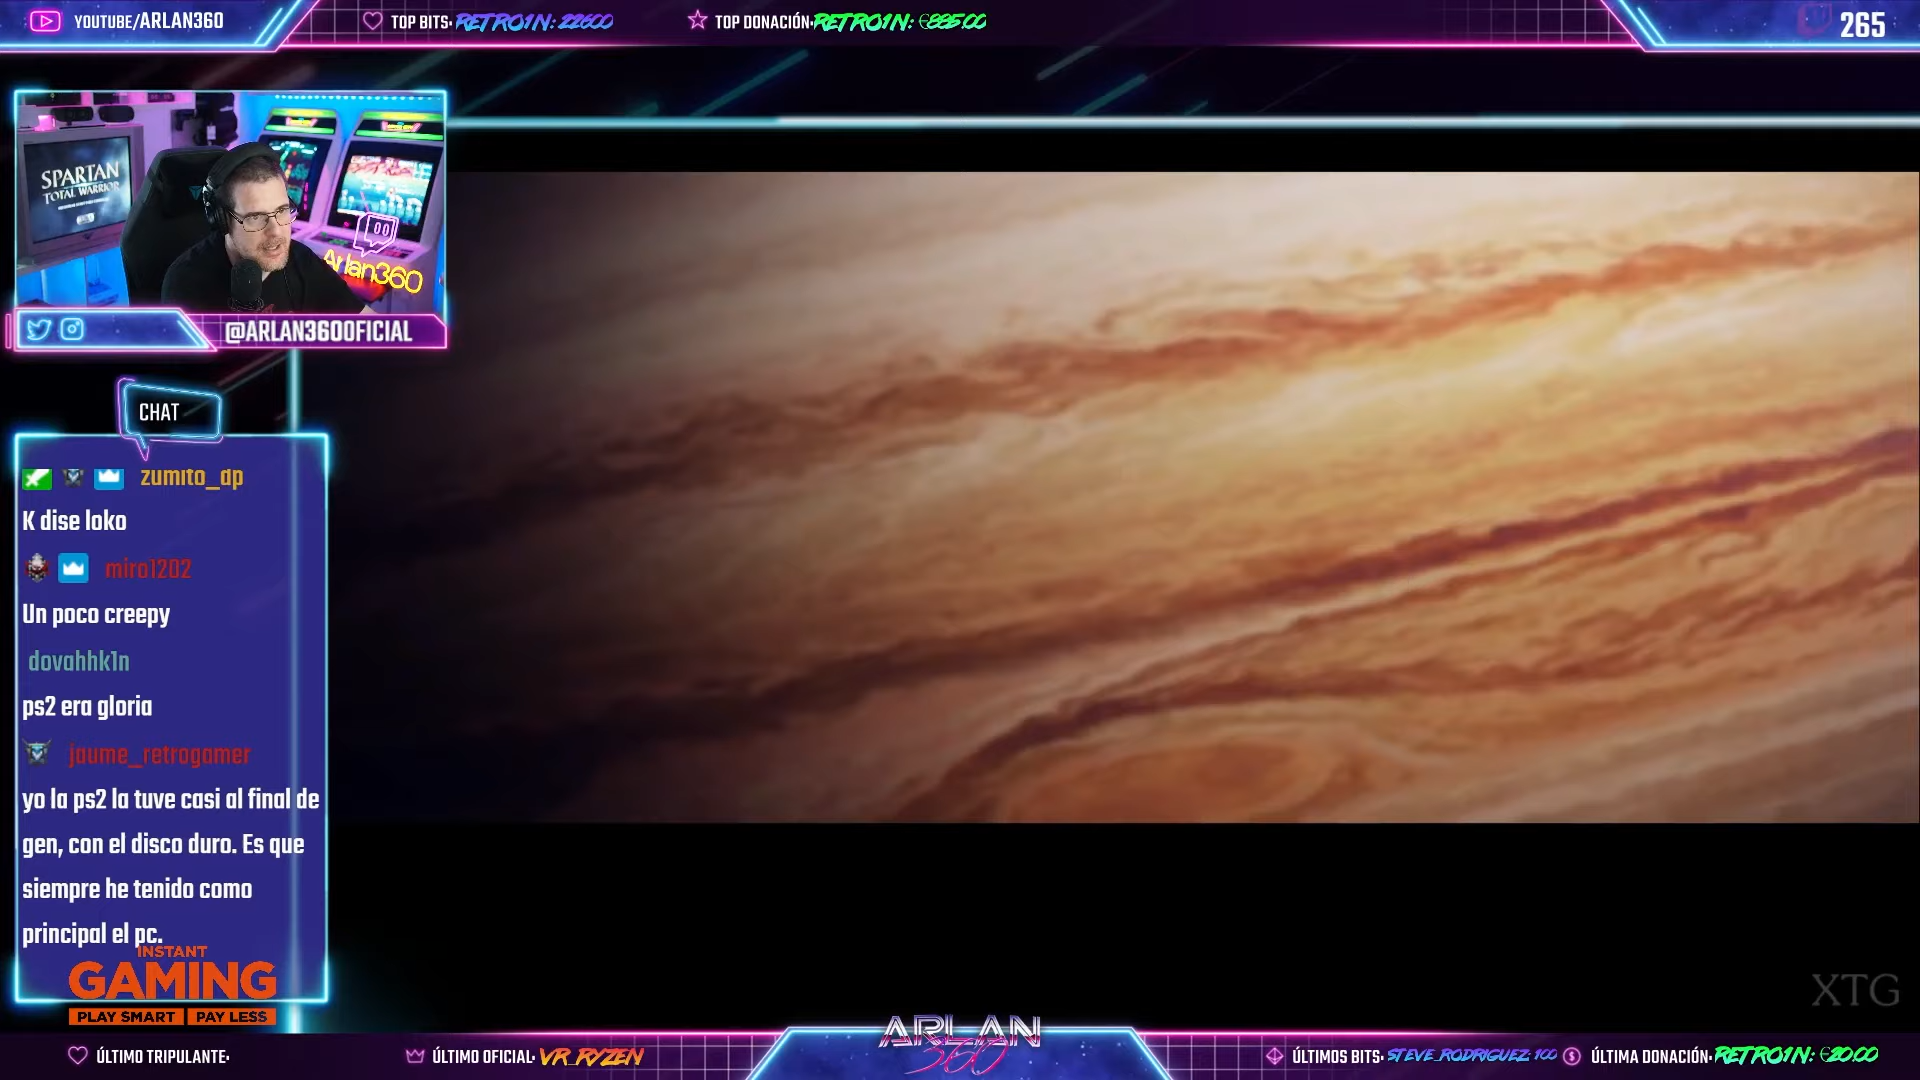 YOUTUBE/ARLAN360
TOP BITS: RETRO1N: 22600
TOP DONACIÓN: RETRO1N: €885.00
265
SPARTAN
TOTAL WARRIOR
Arlan360
@ARLAN360OFICIAL
CHAT
zumito_dp
K dise loko
miro1202
Un poco creepy
dovahhk1n
ps2 era gloria
jaume_retrogamer
yo la ps2 la tuve casi al final de
gen, con el disco duro. Es que
siempre he tenido como
principal el pc.
INSTANT
GAMING
PLAY SMART PAY LESS
XTG
ÚLTIMO TRIPULANTE:
ÚLTIMO OFICIAL: VR_RYZEN
ARLAN
360
ÚLTIMOS BITS: STEVE_RODRIGUEZ: 100
ÚLTIMA DONACIÓN: RETRO1N: €20.00